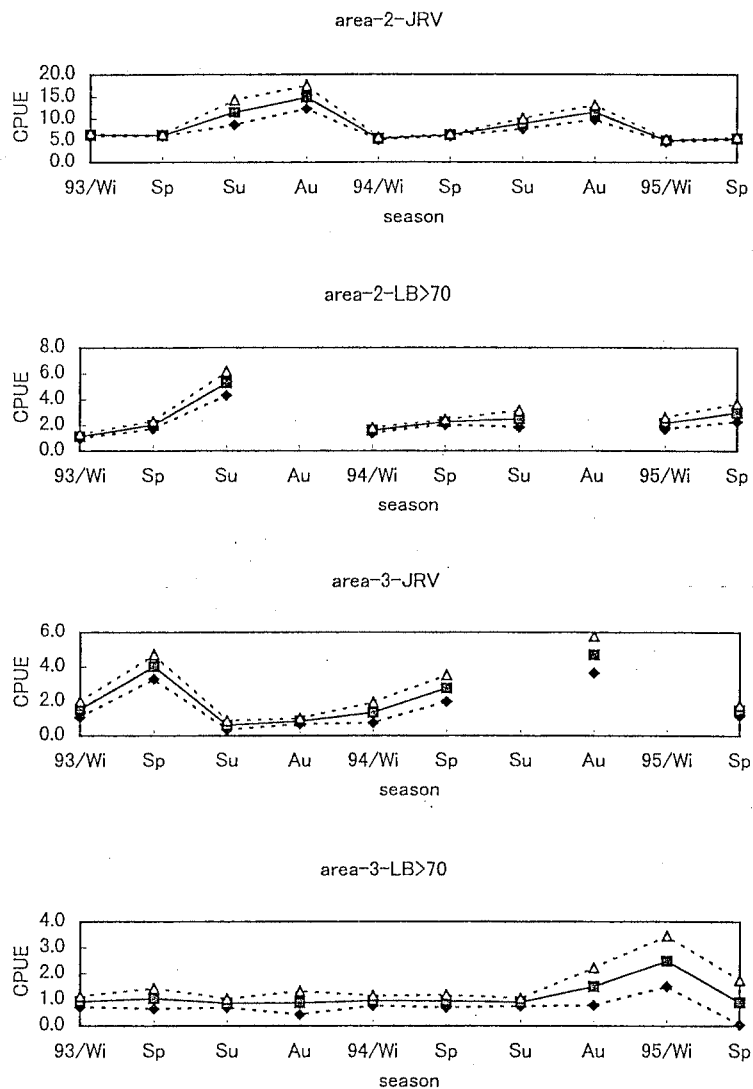 area-2-JRV
20.0
15.0
10.0
5.0
0.0
CPUE
93/Wi Sp Su Au 94/Wi Sp Su Au 95/Wi Sp
season
area-2-LB>70
8.0
6.0
4.0
2.0
0.0
CPUE
93/Wi Sp Su Au 94/Wi Sp Su Au 95/Wi Sp
season
area-3-JRV
6.0
4.0
2.0
0.0
CPUE
93/Wi Sp Su Au 94/Wi Sp Su Au 95/Wi Sp
season
area-3-LB>70
4.0
3.0
2.0
1.0
0.0
CPUE
93/Wi Sp Su Au 94/Wi Sp Su Au 95/Wi Sp
season